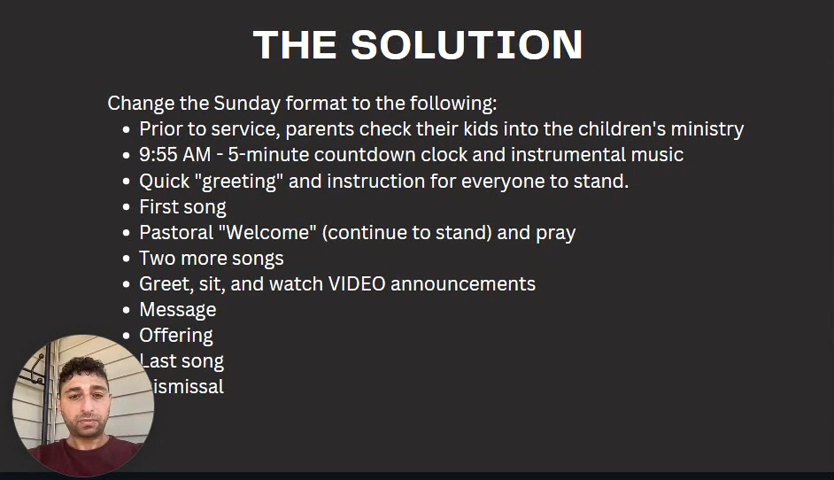 THE SOLUTION
Change the Sunday format to the following:
• Prior to service, parents check their kids into the children's ministry
• 9:55 AM - 5-minute countdown clock and instrumental music
• Quick "greeting" and instruction for everyone to stand.
• First song
• Pastoral "Welcome" (continue to stand) and pray
• Two more songs
• Greet, sit, and watch VIDEO announcements
• Message
• Offering
Last song
ismissal